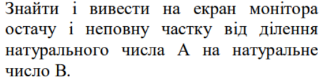 Знайти і вивести на екран монітора
остачу і неповну частку від ділення
натурального числа А на натуральне
число В.